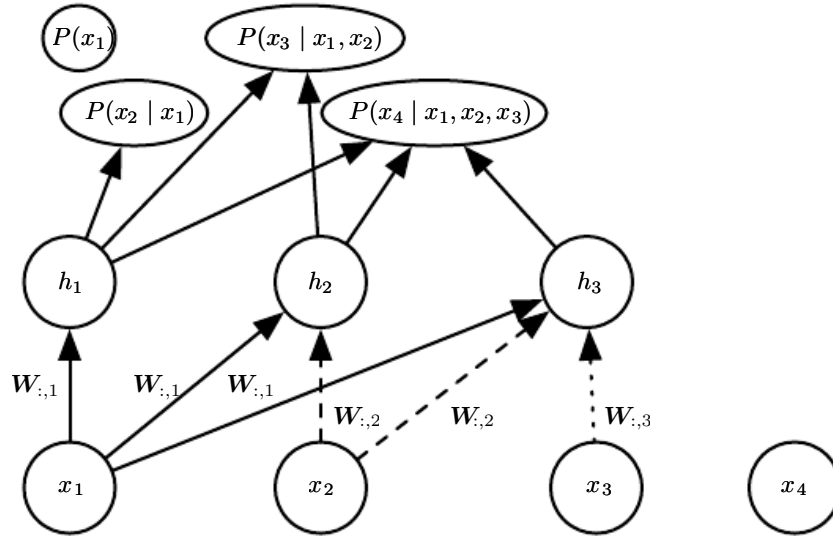 P(x₁)
P(x₃ | x₁, x₂)
P(x₂ | x₁)
P(x₄ | x₁, x₂, x₃)
h₁
h₂
h₃
W:,₁
W:,₁
W:,₁
W:,₂
W:,₂
W:,₃
x₁
x₂
x₃
x₄